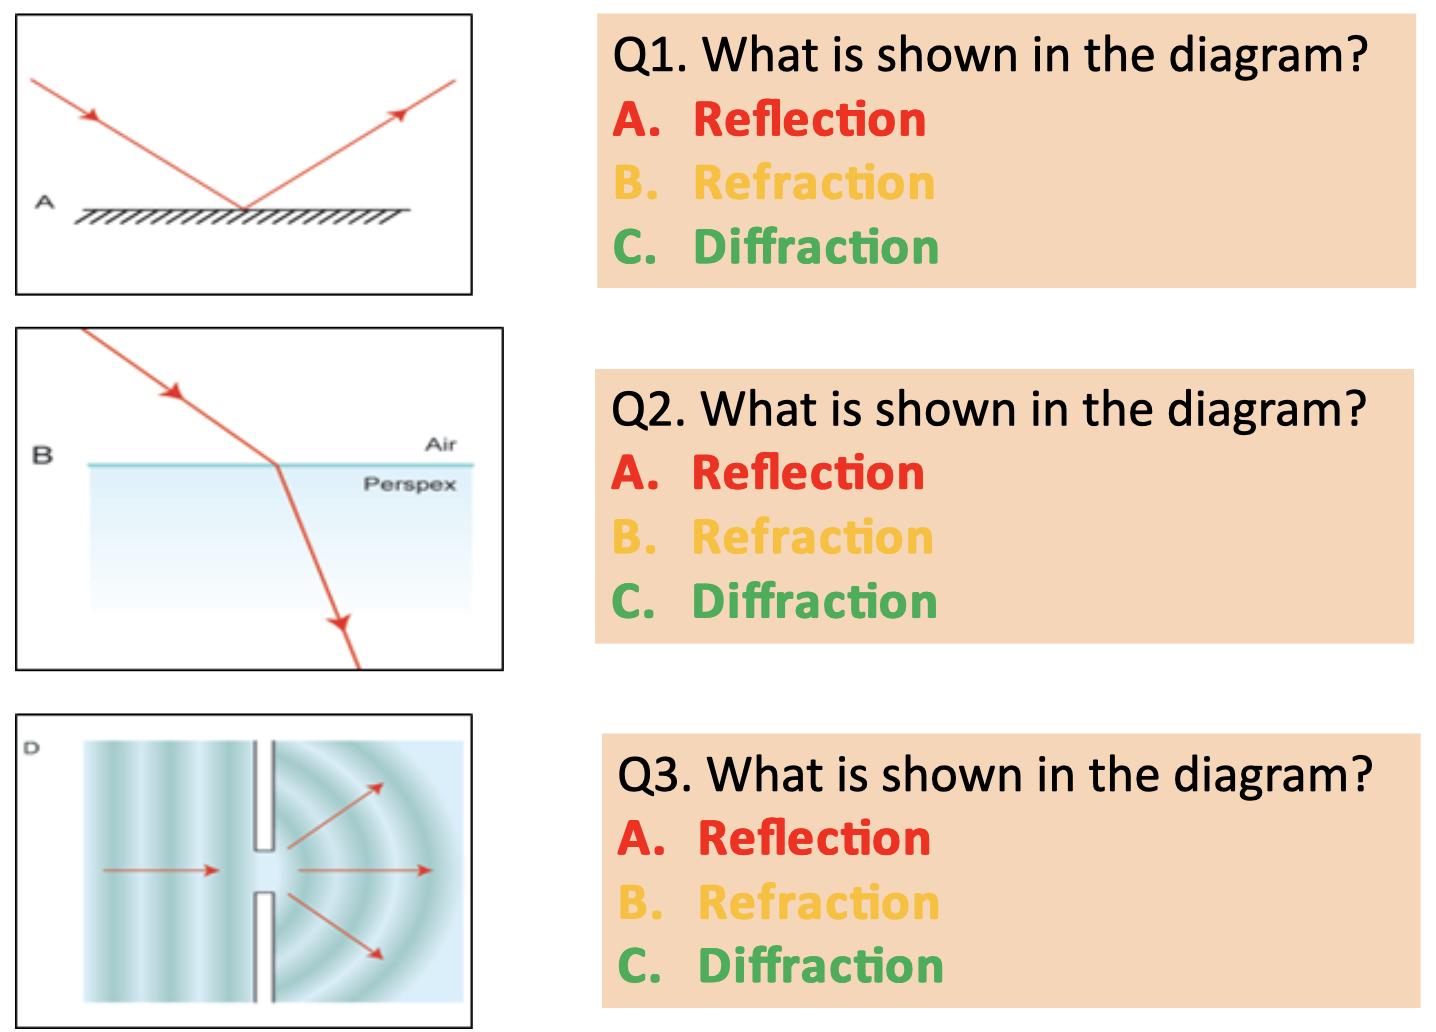 A
Q1. What is shown in the diagram?
A. Reflection
B. Refraction
C. Diffraction
B
Air
Perspex
Q2. What is shown in the diagram?
A. Reflection
B. Refraction
C. Diffraction
D
Q3. What is shown in the diagram?
A. Reflection
B. Refraction
C. Diffraction